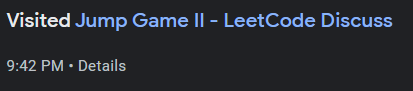 Visited Jump Game II - LeetCode Discuss
9:42 PM • Details